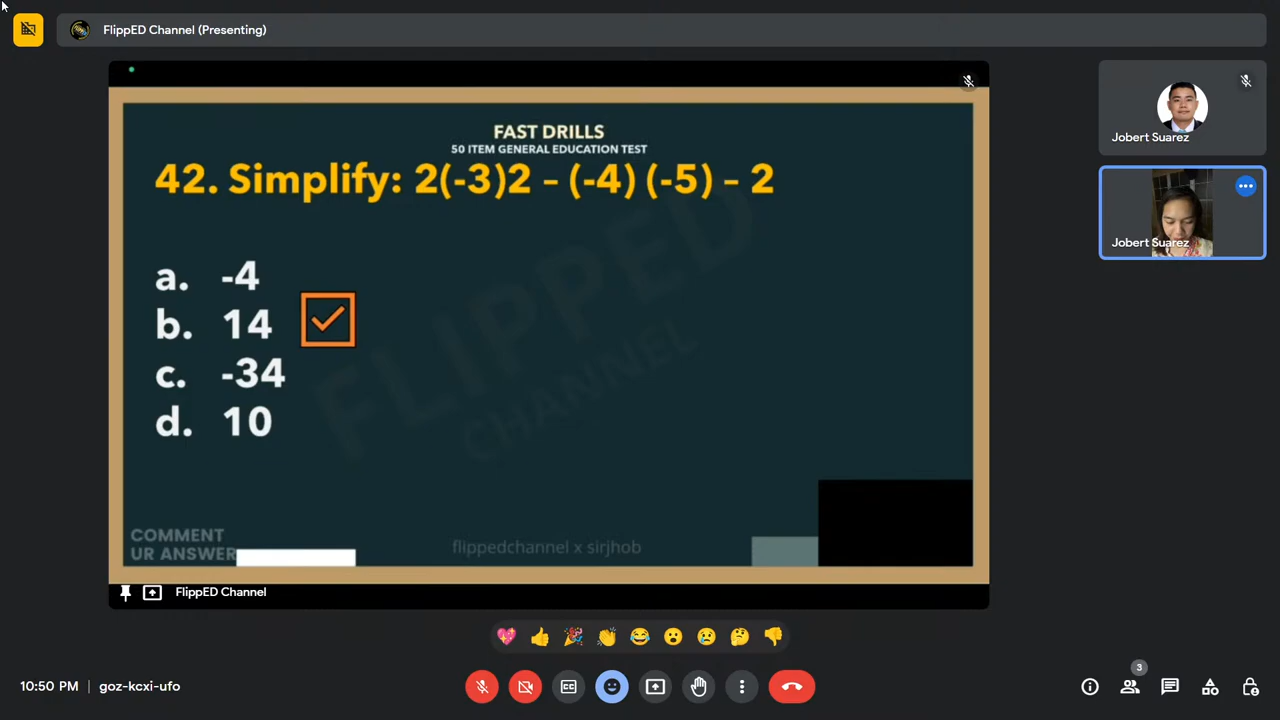 FlippED Channel (Presenting)
FAST DRILLS
50 ITEM GENERAL EDUCATION TEST
42. Simplify: 2(-3)2 – (-4) (-5) – 2
a. -4
b. 14
c. -34
d. 10
FLIPPED
CHANNEL
COMMENT
UR ANSWER
flippedchannel x sirjhob
FlippED Channel
Jobert Suarez
Jobert Suarez
10:50 PM | goz-kcxi-ufo
3